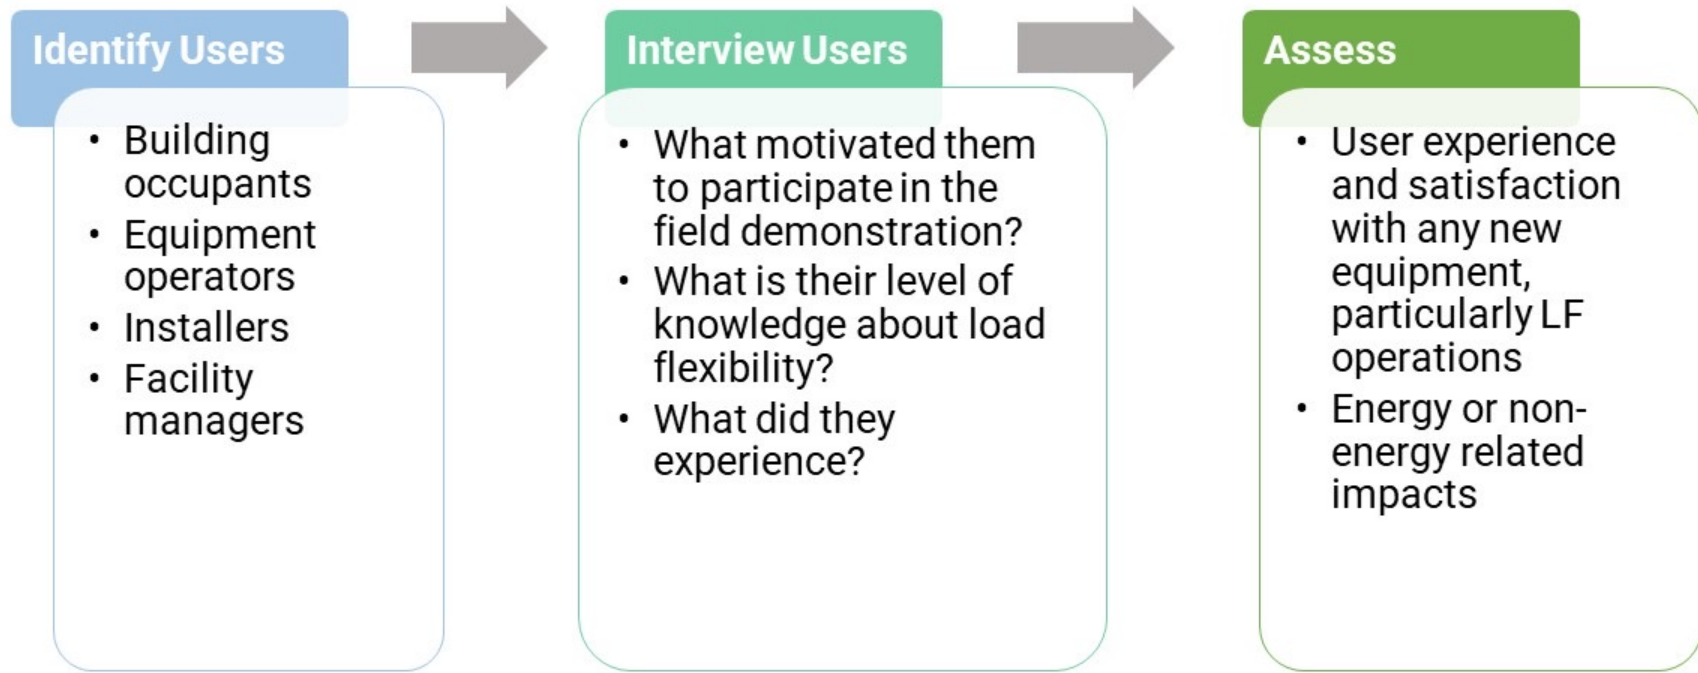 Identify Users
• Building
occupants
• Equipment
operators
• Installers
• Facility
managers
Interview Users
• What motivated them
to participate in the
field demonstration?
• What is their level of
knowledge about load
flexibility?
• What did they
experience?
Assess
• User experience
and satisfaction
with any new
equipment,
particularly LF
operations
• Energy or non-
energy related
impacts